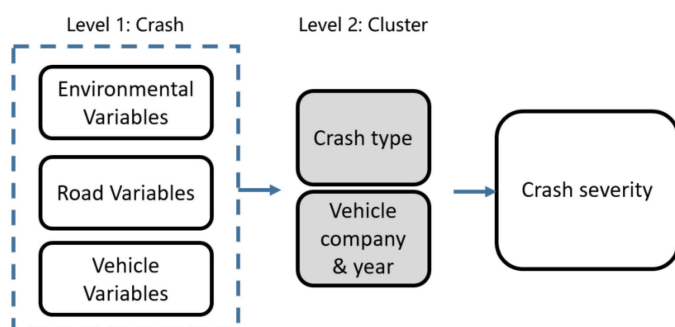 Level 1: Crash
Level 2: Cluster
Environmental
Variables
Road Variables
Vehicle
Variables
Crash type
Vehicle
company
& year
Crash severity